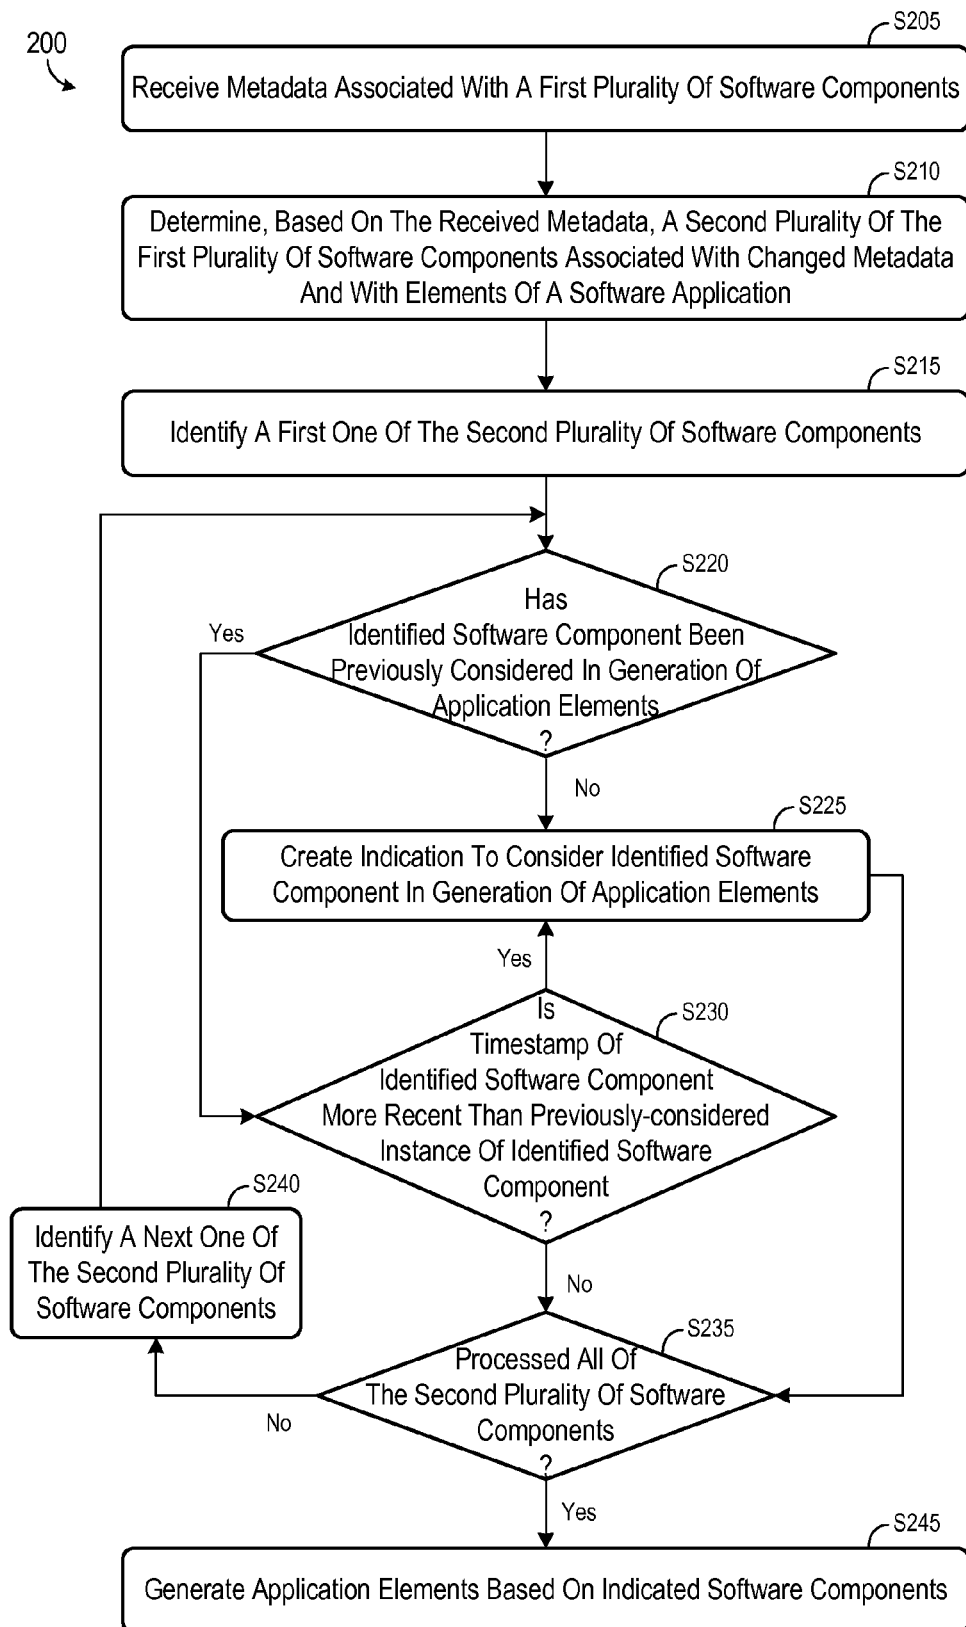 200
S205
Receive Metadata Associated With A First Plurality Of Software Components
S210
Determine, Based On The Received Metadata, A Second Plurality Of The
First Plurality Of Software Components Associated With Changed Metadata
And With Elements Of A Software Application
S215
Identify A First One Of The Second Plurality Of Software Components
S220
Has
Identified Software Component Been
Previously Considered In Generation Of
Application Elements
?
Yes
No
S225
Create Indication To Consider Identified Software
Component In Generation Of Application Elements
Yes
S230
Is
Timestamp Of
Identified Software Component
More Recent Than Previously-considered
Instance Of Identified Software
Component
?
No
S240
Identify A Next One Of
The Second Plurality Of
Software Components
S235
Processed All Of
The Second Plurality Of Software
Components
?
No
Yes
S245
Generate Application Elements Based On Indicated Software Components